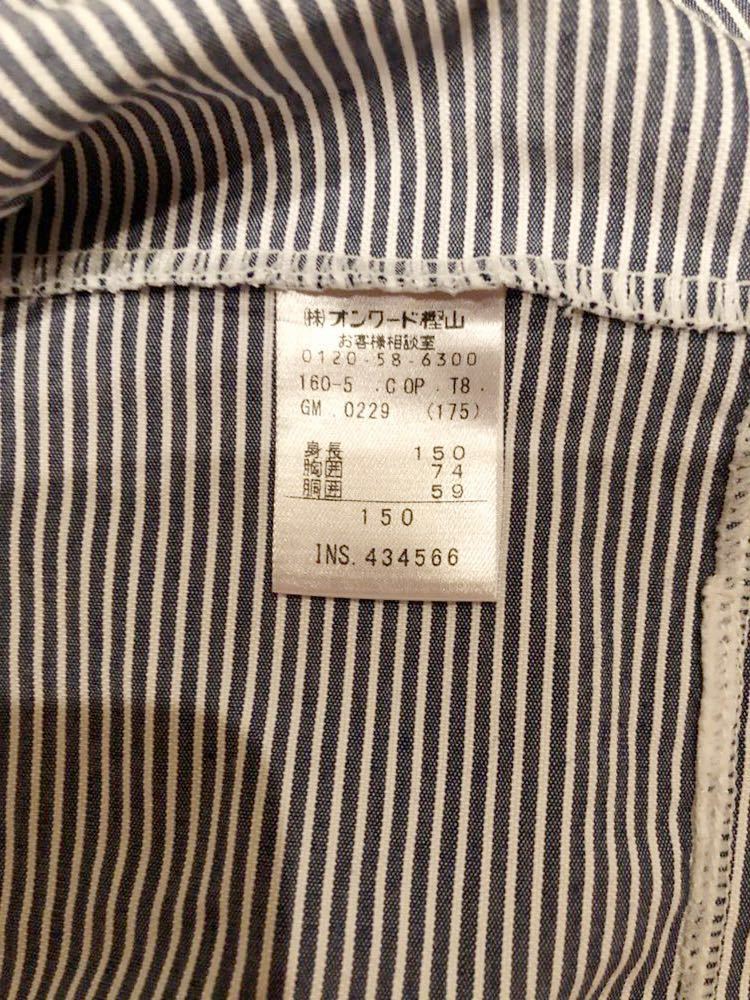 ㈱オンワード樫山
お客様相談室
0120-58-6300
160-5 .COP .T8.
GM .0229 (175)
身長 150
胸囲 74
胴囲 59
150
INS.434566